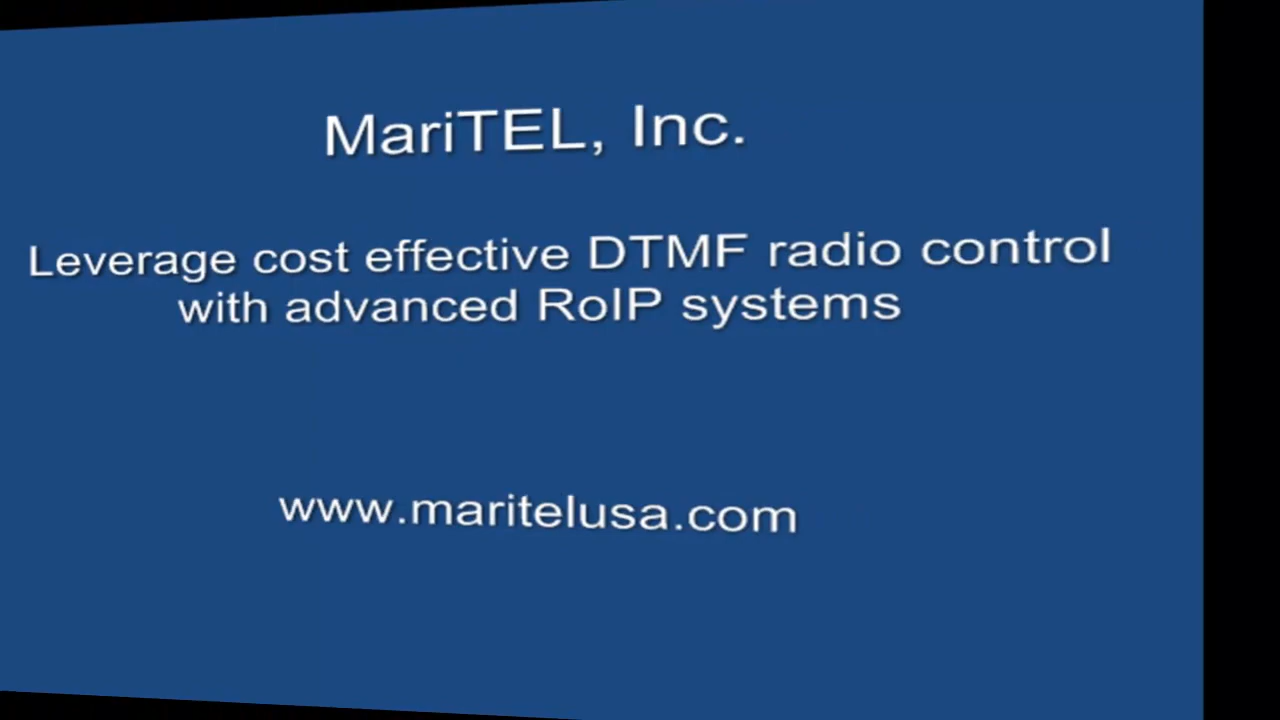 MariTEL, Inc.
Leverage cost effective DTMF radio control
with advanced RoIP systems
www.maritelusa.com